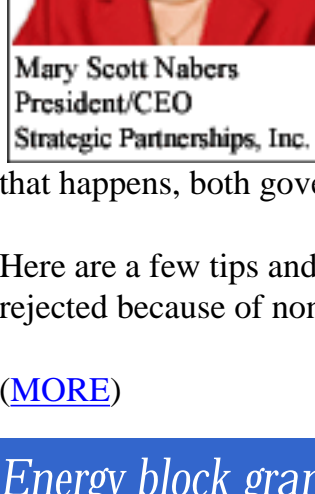 Mary Scott Nabers
President/CEO
Strategic Partnerships, Inc.
that happens, both gove
Here are a few tips and
rejected because of non
(MORE)
Energy block gran